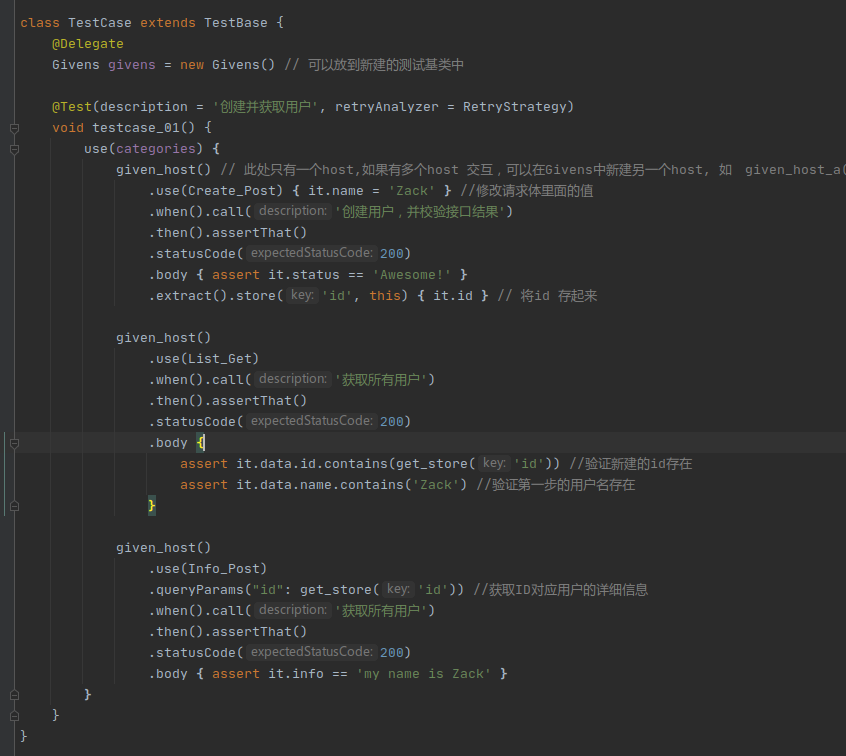 class TestCase extends TestBase {
@Delegate
Givens givens = new Givens() // 可以放到新建的测试基类中
@Test(description = '创建并获取用户', retryAnalyzer = RetryStrategy)
void testcase_01() {
use(categories) {
given_host() // 此处只有一个host,如果有多个host 交互，可以在Givens中新建另一个host, 如 given_host_a(
.use(Create_Post) { it.name = 'Zack' } //修改请求体里面的值
.when().call( description: '创建用户，并校验接口结果')
.then().assertThat()
.statusCode( expectedStatusCode: 200)
.body { assert it.status == 'Awesome!' }
.extract().store( key: 'id', this) { it.id } // 将id 存起来
given_host()
.use(List_Get)
.when().call( description: '获取所有用户')
.then().assertThat()
.statusCode( expectedStatusCode: 200)
.body {
assert it.data.id.contains(get_store( key: 'id')) //验证新建的id存在
assert it.data.name.contains('Zack') //验证第一步的用户名存在
}
given_host()
.use(Info_Post)
.queryParams("id": get_store( key: 'id')) //获取ID对应用户的详细信息
.when().call( description: '获取所有用户')
.then().assertThat()
.statusCode( expectedStatusCode: 200)
.body { assert it.info == 'my name is Zack' }
}
}
}